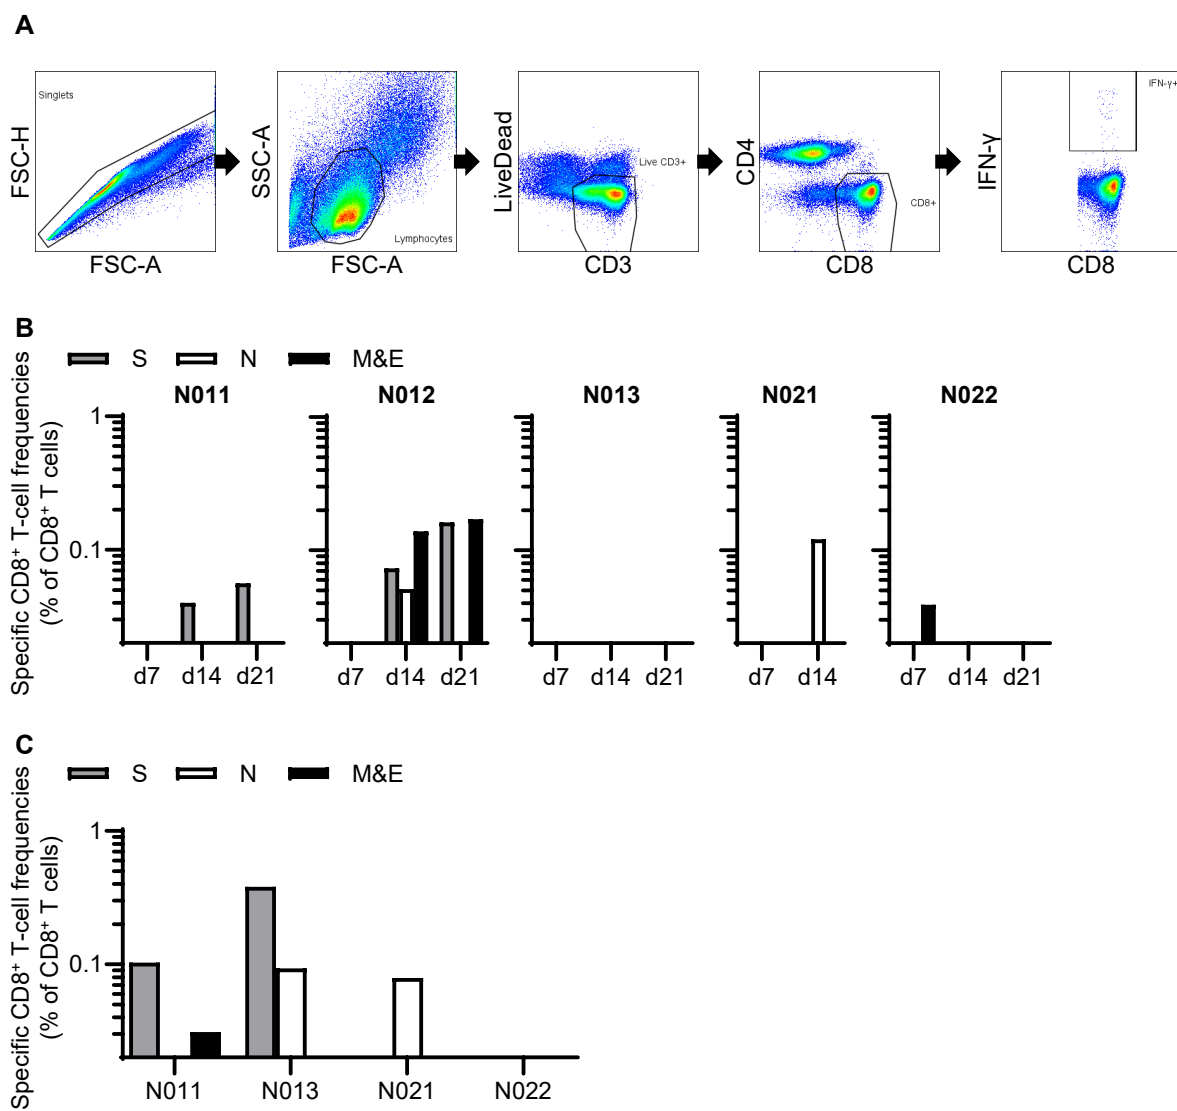 A
Singlets
FSC-H
FSC-A
SSC-A
Lymphocytes
FSC-A
LiveDead
Live CD3+
CD3
CD4
CD8+
CD8
IFN-γ
IFN-γ+
CD8
B
S N M&E
Specific CD8⁺ T-cell frequencies
(% of CD8⁺ T cells)
N011 N012 N013 N021 N022
1
0.1
d7 d14 d21 d7 d14 d21 d7 d14 d21 d7 d14 d7 d14 d21
C
S N M&E
Specific CD8⁺ T-cell frequencies
(% of CD8⁺ T cells)
1
0.1
N011 N013 N021 N022